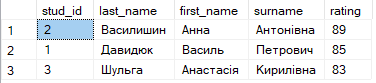 stud_id last_name first_name surname rating
1 2 Василишин Анна Антонівна 89
2 1 Давидюк Василь Петрович 85
3 3 Шульга Анастасія Кирилівна 83